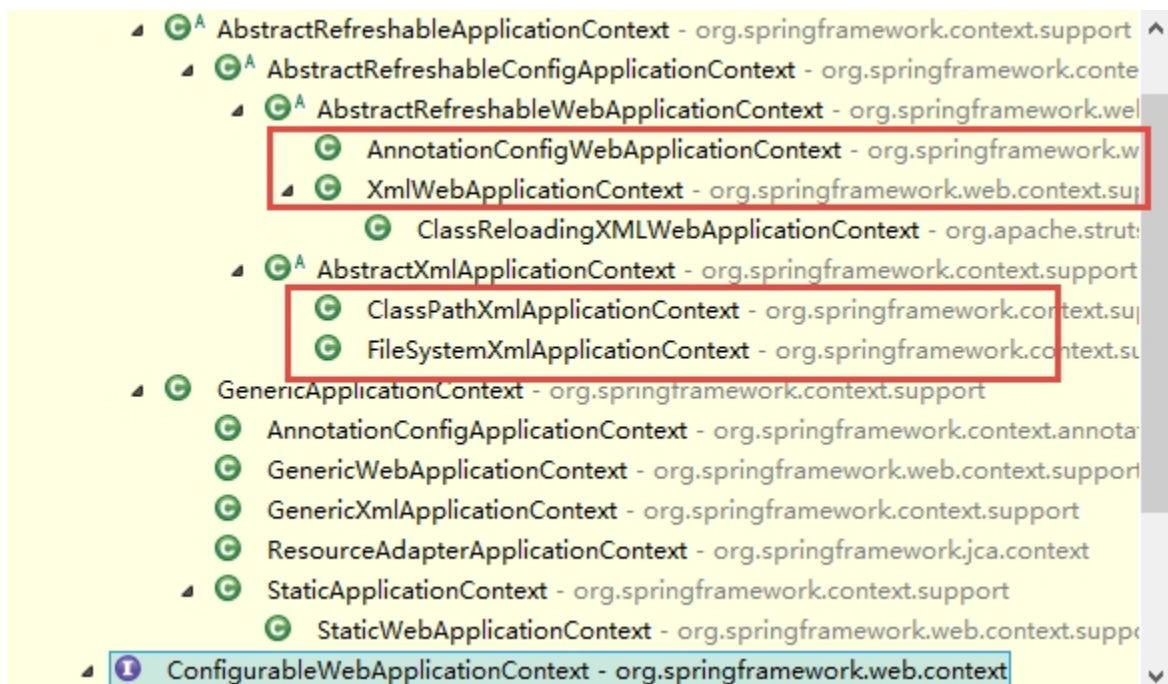 AbstractRefreshableApplicationContext - org.springframework.context.support
AbstractRefreshableConfigApplicationContext - org.springframework.conte
AbstractRefreshableWebApplicationContext - org.springframework.wel
AnnotationConfigWebApplicationContext - org.springframework.w
XmlWebApplicationContext - org.springframework.web.context.sup
ClassReloadingXMLWebApplicationContext - org.apache.struts
AbstractXmlApplicationContext - org.springframework.context.support
ClassPathXmlApplicationContext - org.springframework.context.sup
FileSystemXmlApplicationContext - org.springframework.context.su
GenericApplicationContext - org.springframework.context.support
AnnotationConfigApplicationContext - org.springframework.context.annota
GenericWebApplicationContext - org.springframework.web.context.support
GenericXmlApplicationContext - org.springframework.context.support
ResourceAdapterApplicationContext - org.springframework.jca.context
StaticApplicationContext - org.springframework.context.support
StaticWebApplicationContext - org.springframework.web.context.suppo
ConfigurableWebApplicationContext - org.springframework.web.context